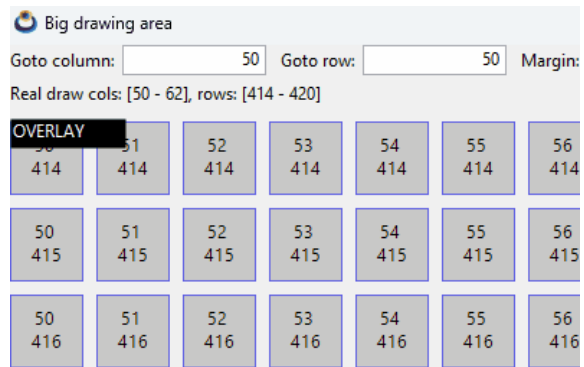 Big drawing area
Goto column: 50 Goto row: 50 Margin:
Real draw cols: [50 - 62], rows: [414 - 420]
OVERLAY
51 52 53 54 55 56
414 414 414 414 414 414 414
50 51 52 53 54 55 56
415 415 415 415 415 415 415
50 51 52 53 54 55 56
416 416 416 416 416 416 416